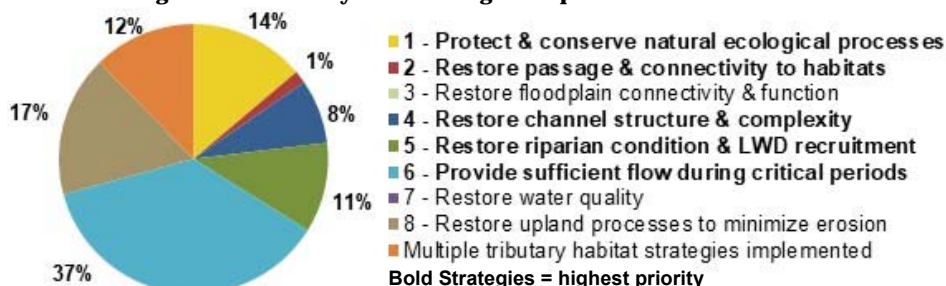 12%
14%
1%
8%
11%
37%
17%
1 - Protect & conserve natural ecological processes
2 - Restore passage & connectivity to habitats
3 - Restore floodplain connectivity & function
4 - Restore channel structure & complexity
5 - Restore riparian condition & LWD recruitment
6 - Provide sufficient flow during critical periods
7 - Restore water quality
8 - Restore upland processes to minimize erosion
Multiple tributary habitat strategies implemented
Bold Strategies = highest priority